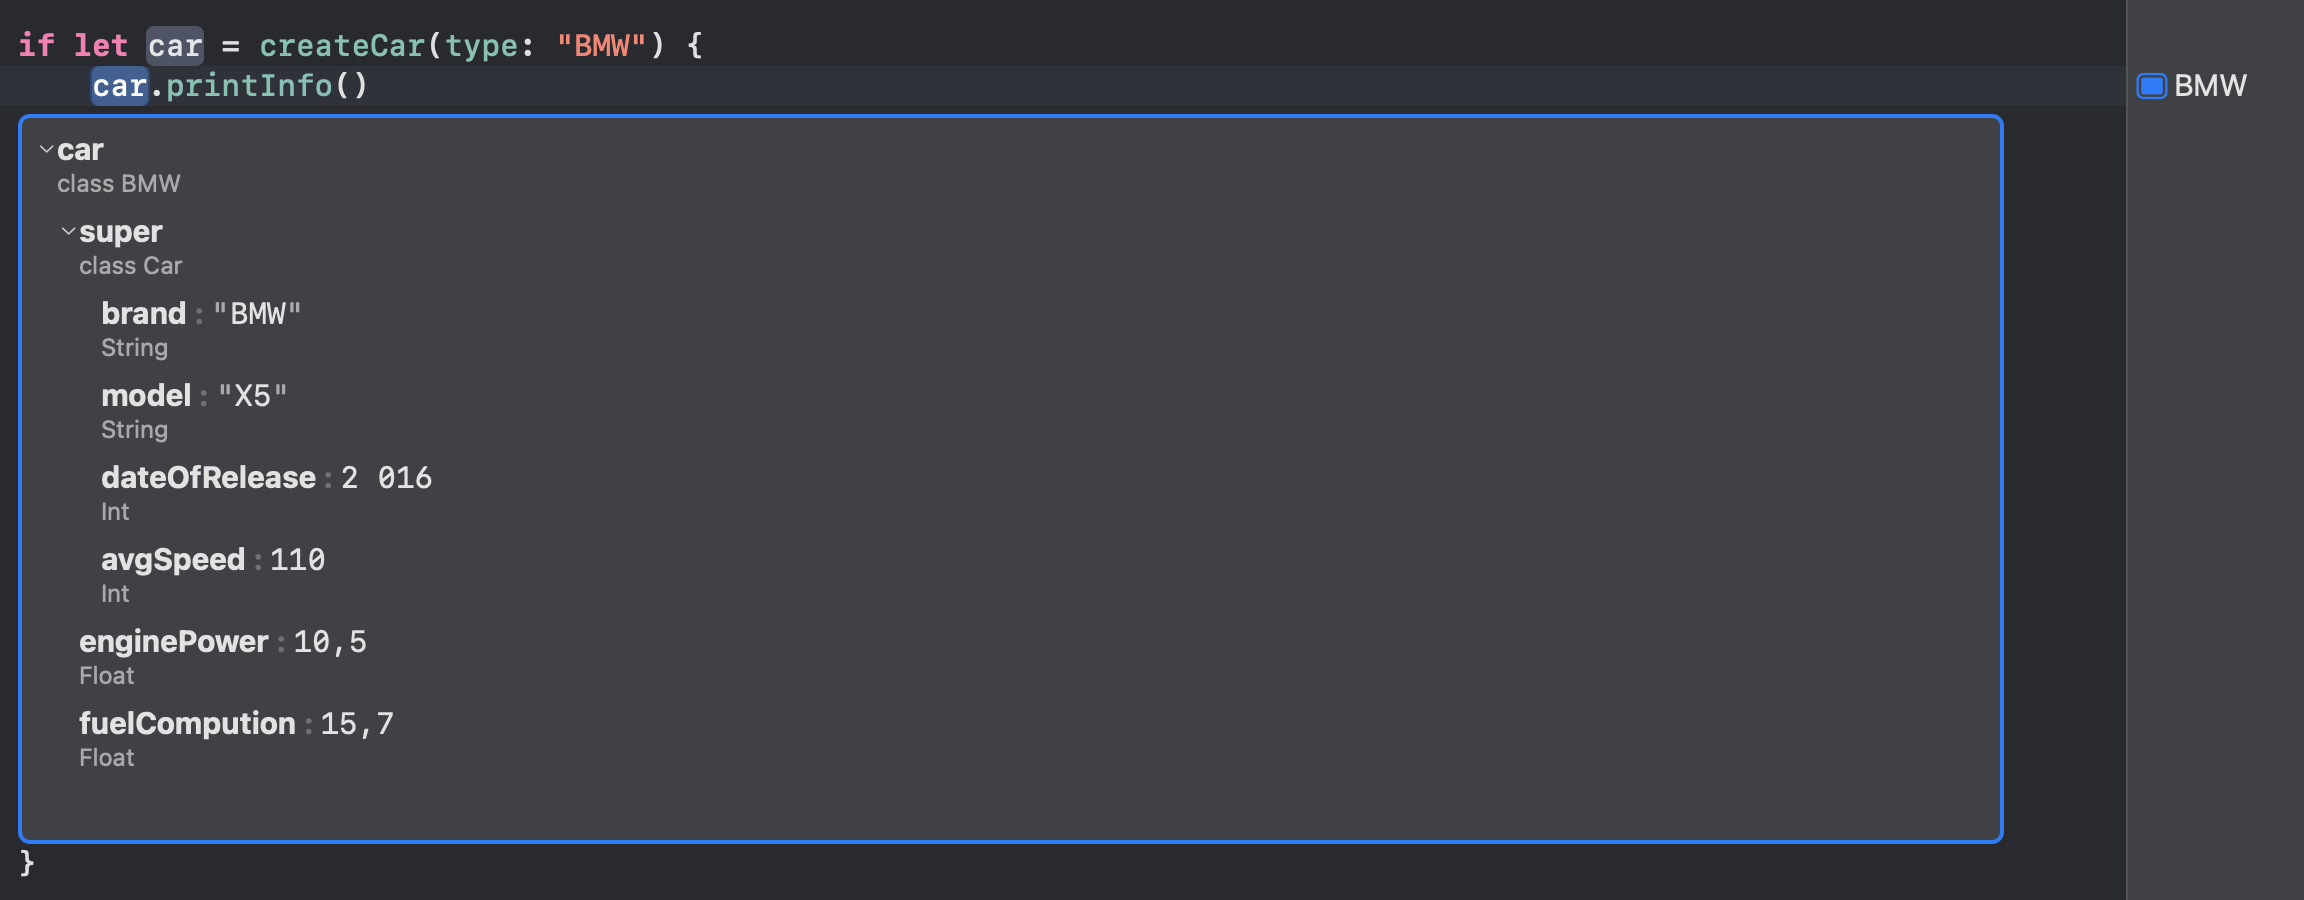 if let car = createCar(type: "BMW") {
car.printInfo()
BMW
car
class BMW
super
class Car
brand : "BMW"
String
model : "X5"
String
dateOfRelease : 2 016
Int
avgSpeed : 110
Int
enginePower : 10,5
Float
fuelCompution : 15,7
Float
}